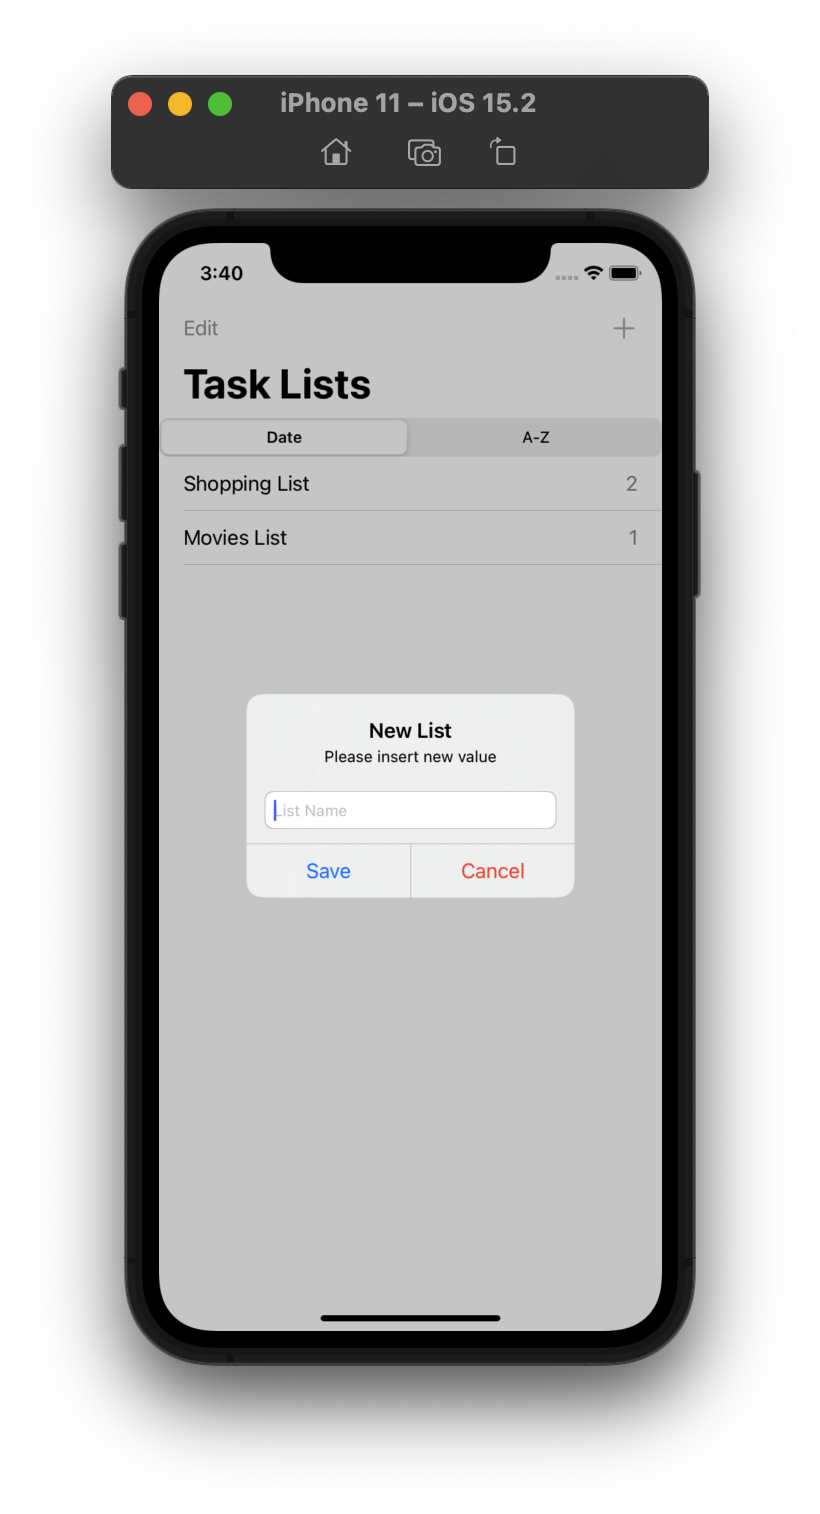 iPhone 11 – iOS 15.2
3:40
Edit
Task Lists
Date A-Z
Shopping List 2
Movies List 1
New List
Please insert new value
List Name
Save Cancel